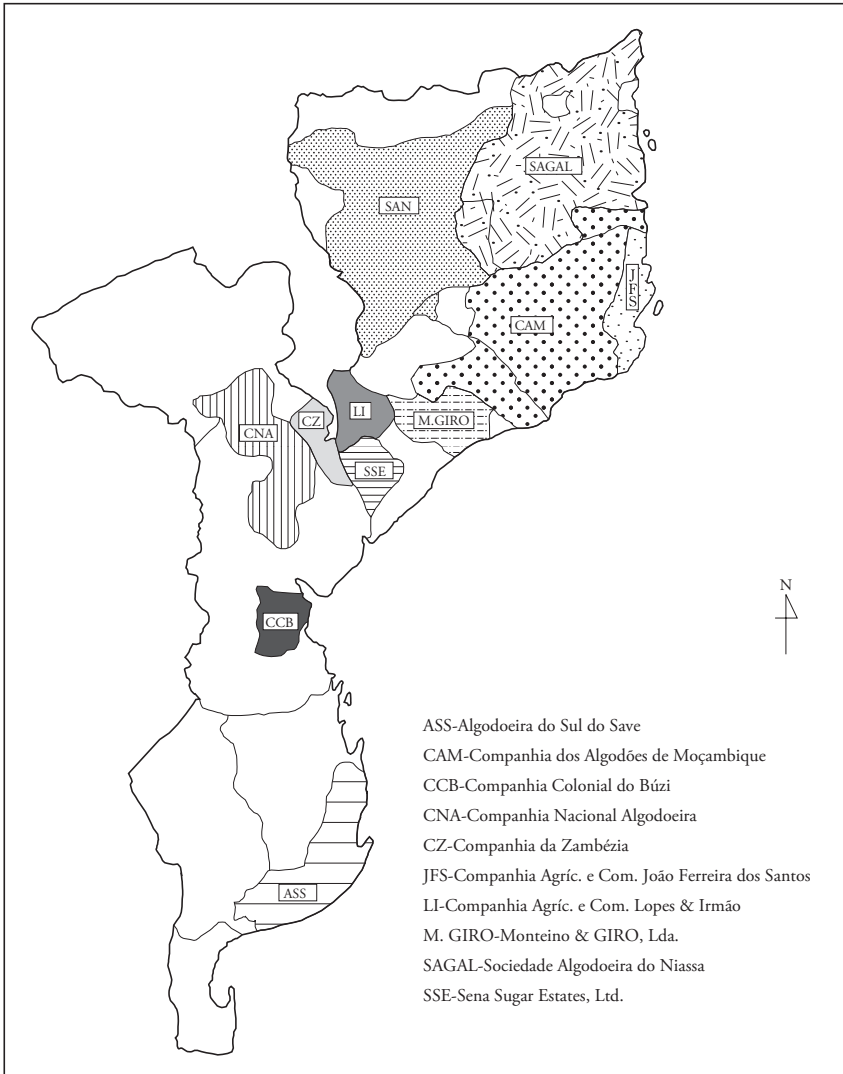 SAGAL
SAN
JFS
CAM
LI
CZ
M.GIRO
CNA
SSE
N
CCB
ASS
ASS-Algodoeira do Sul do Save
CAM-Companhia dos Algodões de Moçambique
CCB-Companhia Colonial do Búzi
CNA-Companhia Nacional Algodoeira
CZ-Companhia da Zambézia
JFS-Companhia Agríc. e Com. João Ferreira dos Santos
LI-Companhia Agríc. e Com. Lopes & Irmão
M. GIRO-Monteino & GIRO, Lda.
SAGAL-Sociedade Algodoeira do Niassa
SSE-Sena Sugar Estates, Ltd.